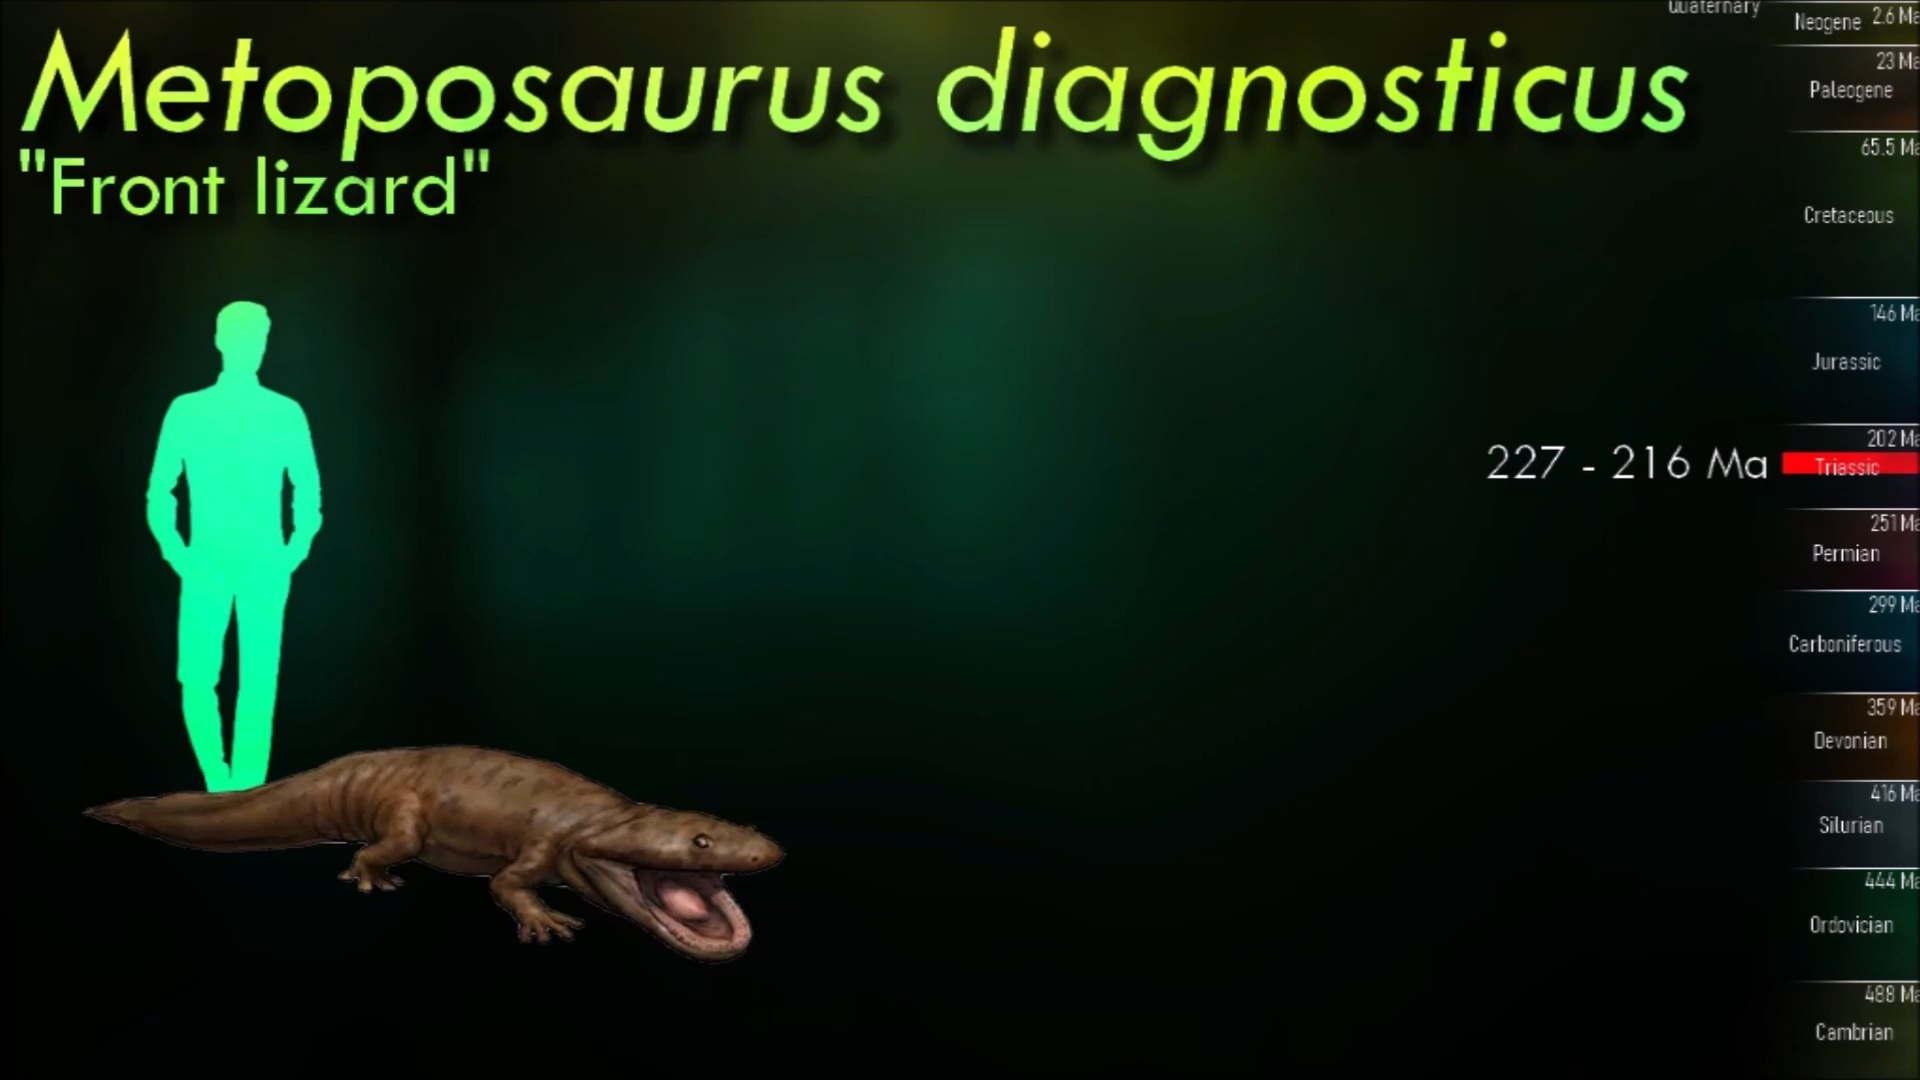 Metoposaurus diagnosticus
"Front lizard"
Quaternary
2.6 Ma
Neogene
23 Ma
Paleogene
65.5 Ma
Cretaceous
146 Ma
Jurassic
202 Ma
227 - 216 Ma
Triassic
251 Ma
Permian
299 Ma
Carboniferous
359 Ma
Devonian
416 Ma
Silurian
444 Ma
Ordovician
488 Ma
Cambrian